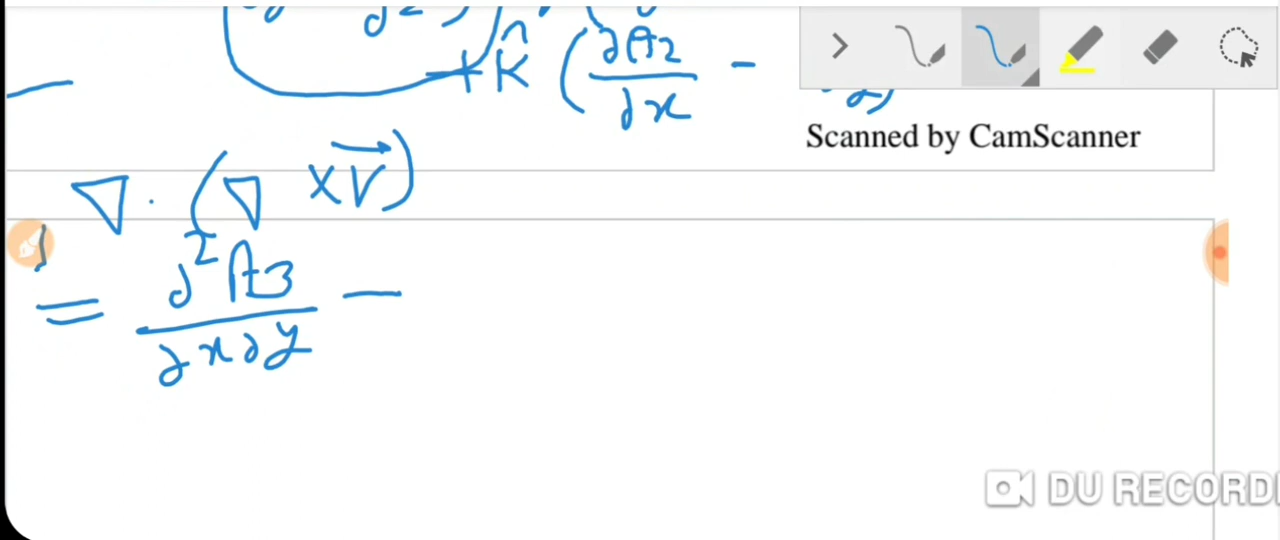 +k̂ (∂A2/∂x −
Scanned by CamScanner
∇ · (∇ × V⃗)
= ∂²A3/∂x∂y −
DU RECORD